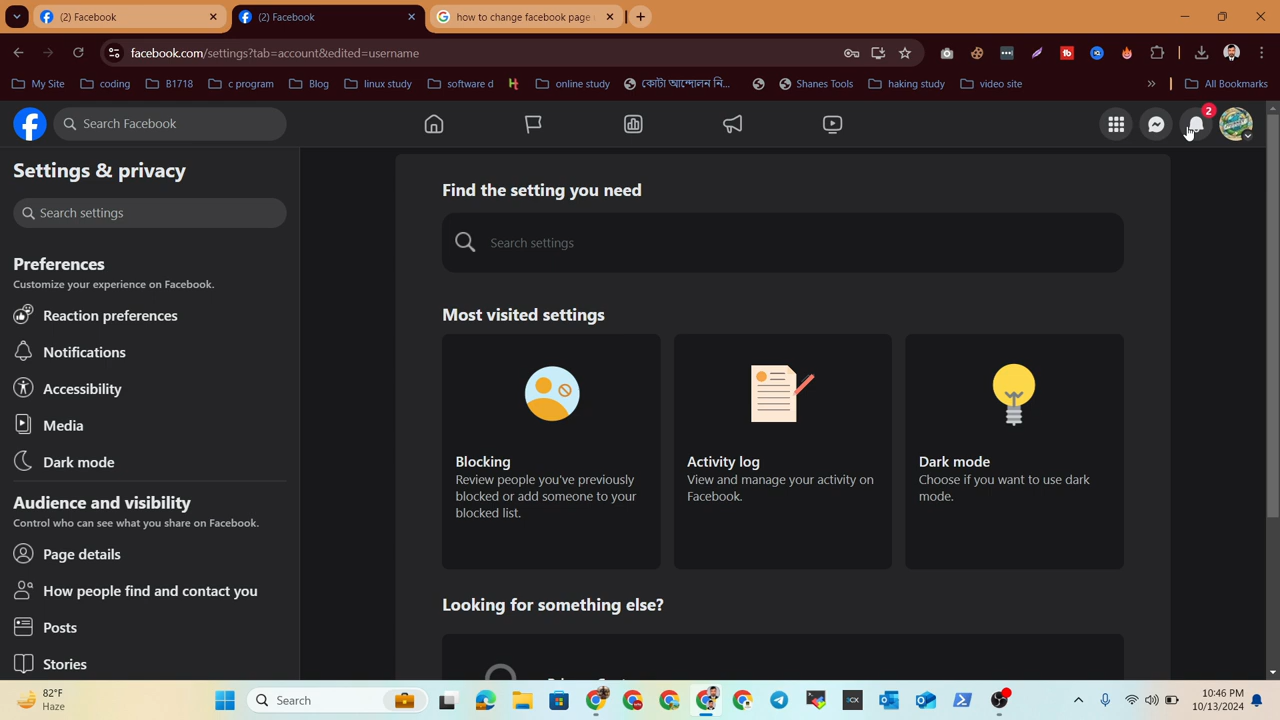 (2) Facebook
(2) Facebook
how to change facebook page
facebook.com/settings?tab=account&edited=username
My Site
coding
B1718
c program
Blog
linux study
software d
online study
কোটা আন্দোলন নি...
Shanes Tools
haking study
video site
All Bookmarks
Search Facebook
2
Settings & privacy
Search settings
Preferences
Customize your experience on Facebook.
Reaction preferences
Notifications
Accessibility
Media
Dark mode
Audience and visibility
Control who can see what you share on Facebook.
Page details
How people find and contact you
Posts
Stories
Find the setting you need
Search settings
Most visited settings
Blocking
Review people you've previously
blocked or add someone to your
blocked list.
Activity log
View and manage your activity on
Facebook.
Dark mode
Choose if you want to use dark
mode.
Looking for something else?
82°F
Haze
Search
10:46 PM
10/13/2024